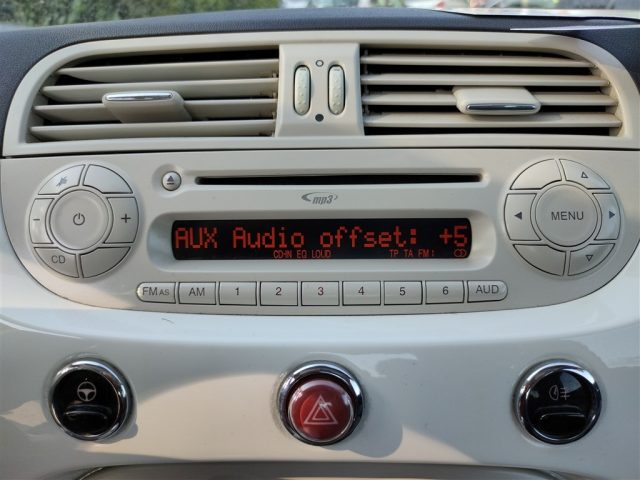 mp3
AUX Audio offset: +5
CD-IN EQ LOUD TP TA FM:
- + MENU
CD
FM AS AM 1 2 3 4 5 6 AUD